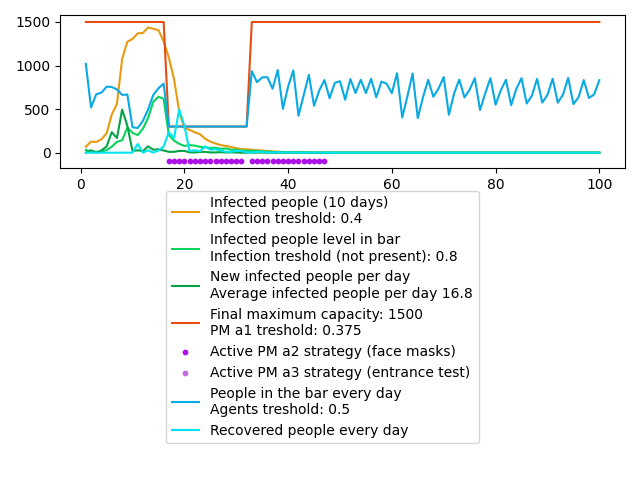 1500
1000
500
0
0 20 40 60 80 100
Infected people (10 days)
Infection treshold: 0.4
Infected people level in bar
Infection treshold (not present): 0.8
New infected people per day
Average infected people per day 16.8
Final maximum capacity: 1500
PM a1 treshold: 0.375
Active PM a2 strategy (face masks)
Active PM a3 strategy (entrance test)
People in the bar every day
Agents treshold: 0.5
Recovered people every day